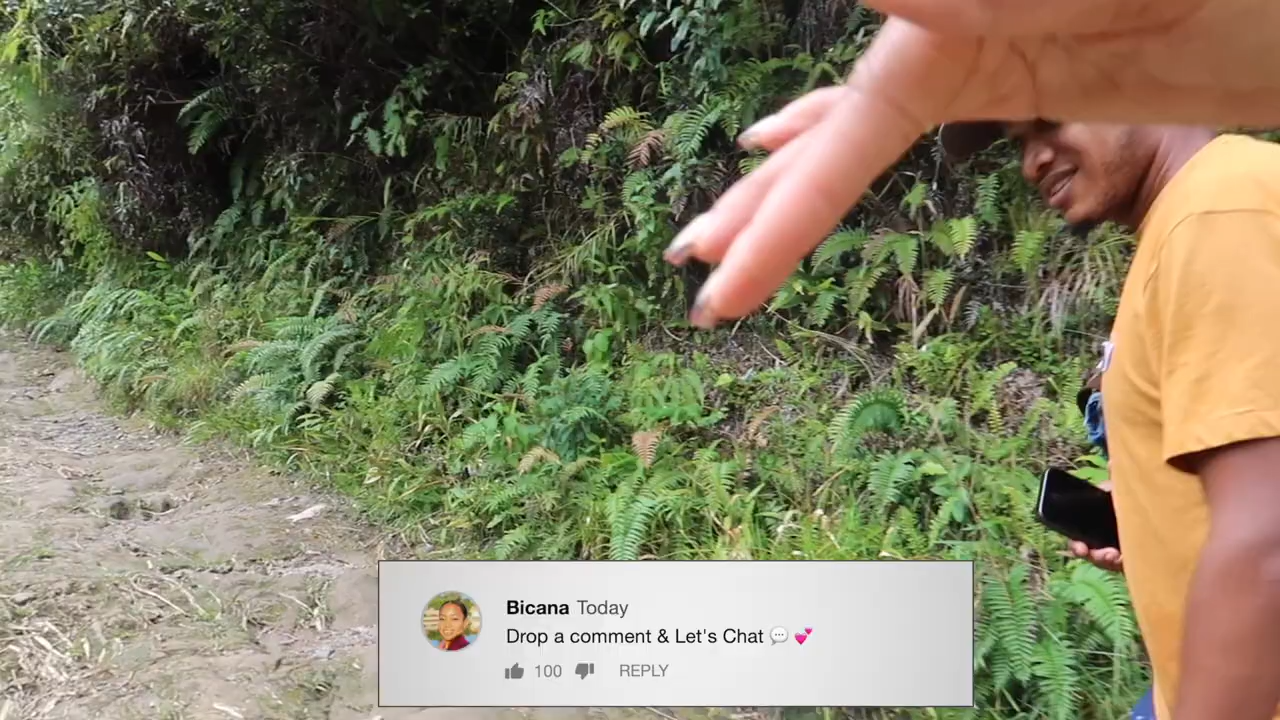 Bicana Today
Drop a comment & Let's Chat 💬 💕
100 REPLY